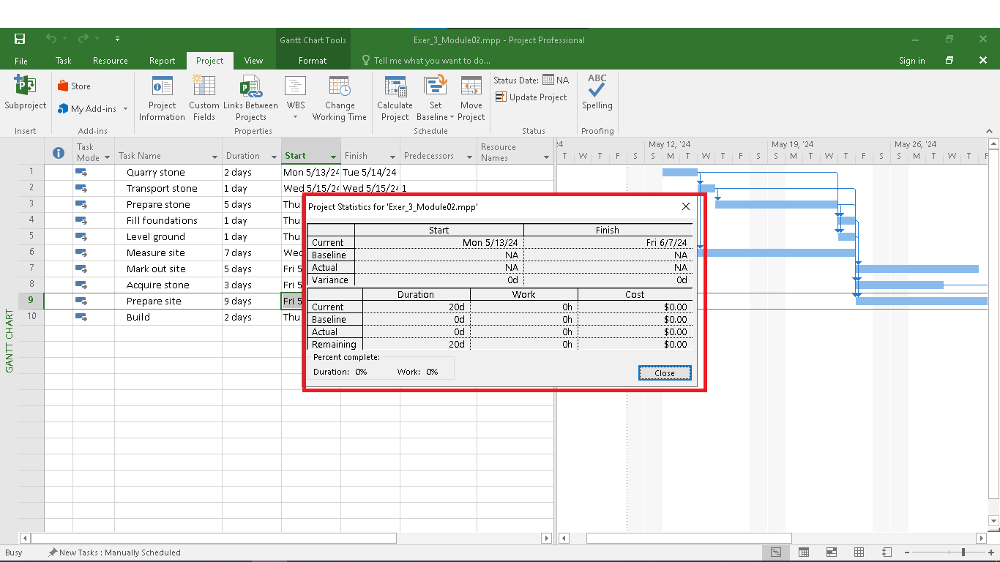 Gantt Chart Tools
Exer_3_Module02.mpp - Project Professional
File Task Resource Report Project View Format Tell me what you want to do... Sign in
Subproject
Insert
Store
My Add-ins
Add-ins
Project Information
Custom Fields
Links Between Projects
WBS
Change Working Time
Properties
Calculate Project
Set Baseline
Move Project
Schedule
Status Date: NA
Update Project
Status
ABC
Spelling
Proofing
Task Mode Task Name Duration Start Finish Predecessors Resource Names
'24 May 12, '24 May 19, '24 May 26, '24
T W T F S S M T W T F S S M T W T F S S M T W T F
1 Quarry stone 2 days Mon 5/13/24 Tue 5/14/24
2 Transport stone 1 day Wed 5/15/24 Wed 5/15/24 1
3 Prepare stone 5 days Thu
4 Fill foundations 1 day Thu
5 Level ground 1 day Thu
6 Measure site 7 days Wed
7 Mark out site 5 days Fri 5
8 Acquire stone 3 days Fri 5
9 Prepare site 9 days Fri 5
10 Build 2 days Thu
GANTT CHART
Project Statistics for 'Exer_3_Module02.mpp'
Start Finish
Current Mon 5/13/24 Fri 6/7/24
Baseline NA NA
Actual NA NA
Variance 0d 0d
Duration Work Cost
Current 20d 0h $0.00
Baseline 0d 0h $0.00
Actual 0d 0h $0.00
Remaining 20d 0h $0.00
Percent complete:
Duration: 0% Work: 0%
Close
Busy New Tasks : Manually Scheduled